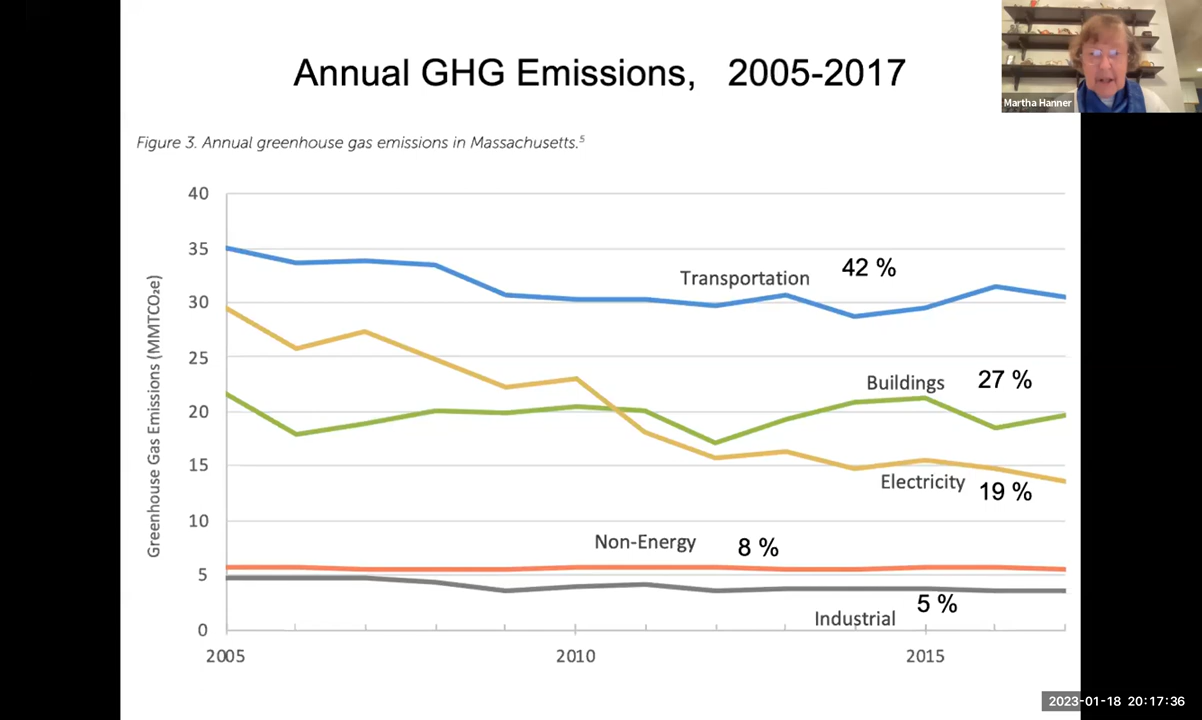 Annual GHG Emissions, 2005-2017
Martha Hanner
Figure 3. Annual greenhouse gas emissions in Massachusetts.⁵
Greenhouse Gas Emissions (MMTCO₂e)
40
35
30
25
20
15
10
5
0
Transportation 42 %
Buildings 27 %
Electricity 19 %
Non-Energy 8 %
Industrial 5 %
2005 2010 2015
2023-01-18 20:17:36